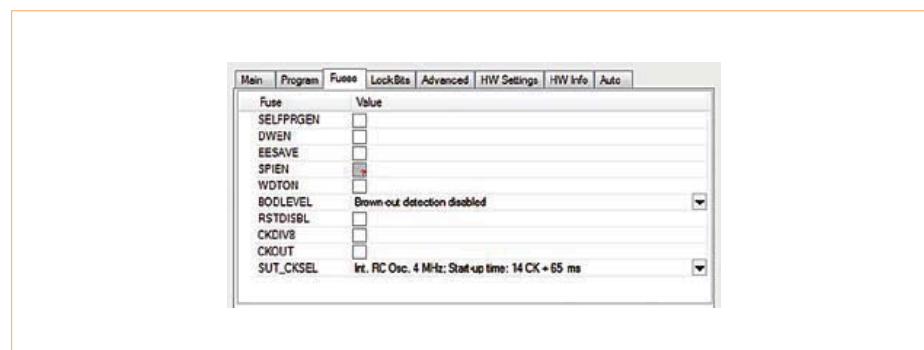 Main Program Fuses LockBits Advanced HW Settings HW Info Auto
Fuse Value
SELFPRGEN
DWEN
EESAVE
SPIEN
WDTON
BODLEVEL Brown-out detection disabled
RSTDISBL
CKDIV8
CKOUT
SUT_CKSEL Int. RC Osc. 4 MHz; Start-up time: 14 CK + 65 ms